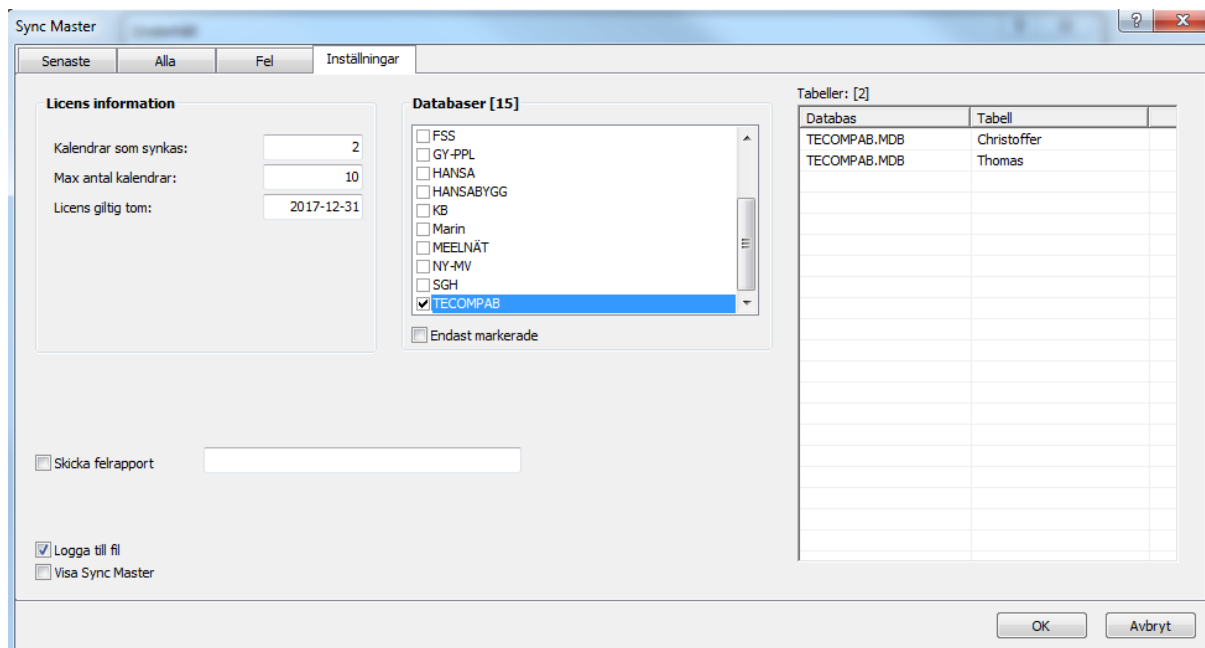 Sync Master
Senaste Alla Fel Inställningar
Licens information
Kalendrar som synkas: 2
Max antal kalendrar: 10
Licens giltig tom: 2017-12-31
Databaser [15]
FSS
GY-PPL
HANSA
HANSABYGG
KB
Marin
MEELNÄT
NY-MV
SGH
TECOMPAB
Endast markerade
Tabeller: [2]
Databas Tabell
TECOMPAB.MDB Christoffer
TECOMPAB.MDB Thomas
Skicka felrapport
Logga till fil
Visa Sync Master
OK Avbryt